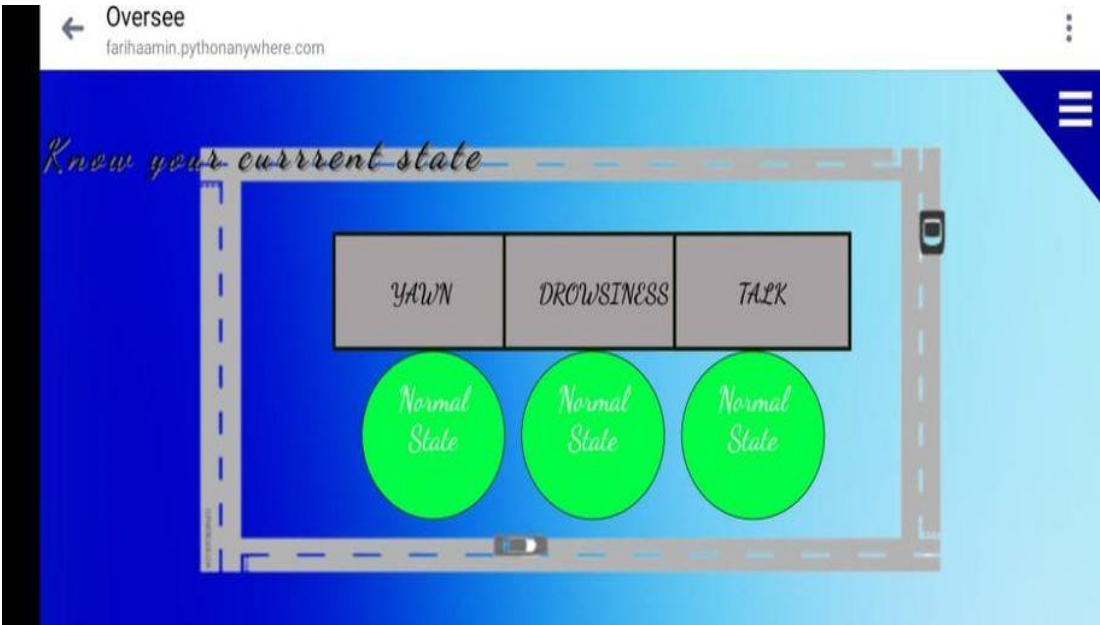 Oversee
farihaamin.pythonanywhere.com
Know your currrent state
YAWN
DROWSINESS
TALK
Normal
State
Normal
State
Normal
State